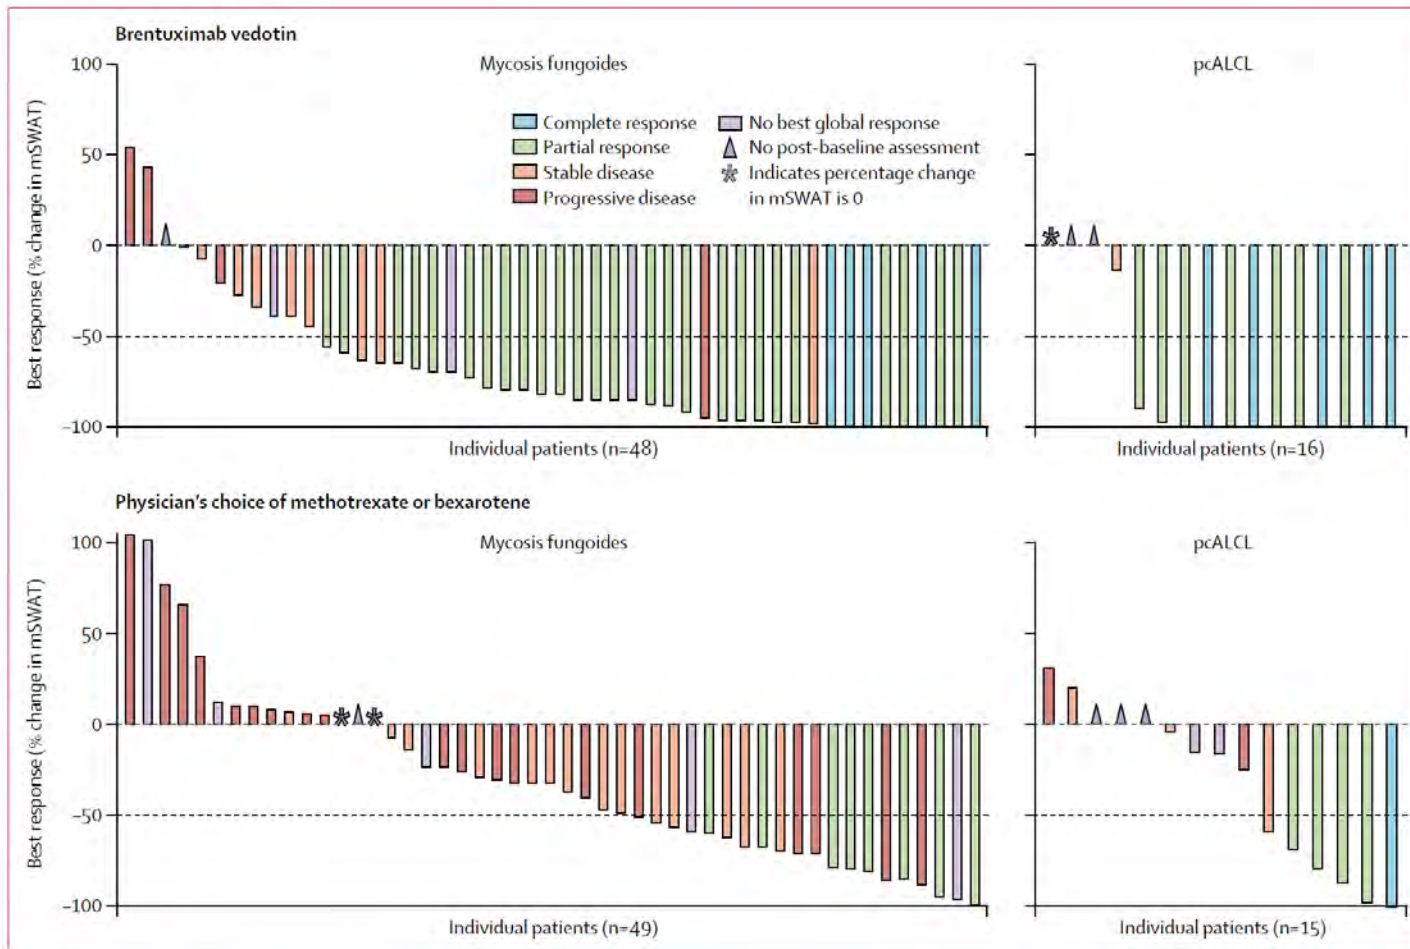 Brentuximab vedotin
Mycosis fungoides
pcALCL
Best response (% change in mSWAT)
100
50
0
−50
−100
Complete response
Partial response
Stable disease
Progressive disease
No best global response
No post-baseline assessment
Indicates percentage change
in mSWAT is 0
Individual patients (n=48)
Individual patients (n=16)
Physician's choice of methotrexate or bexarotene
Mycosis fungoides
pcALCL
Best response (% change in mSWAT)
100
50
0
−50
−100
Individual patients (n=49)
Individual patients (n=15)